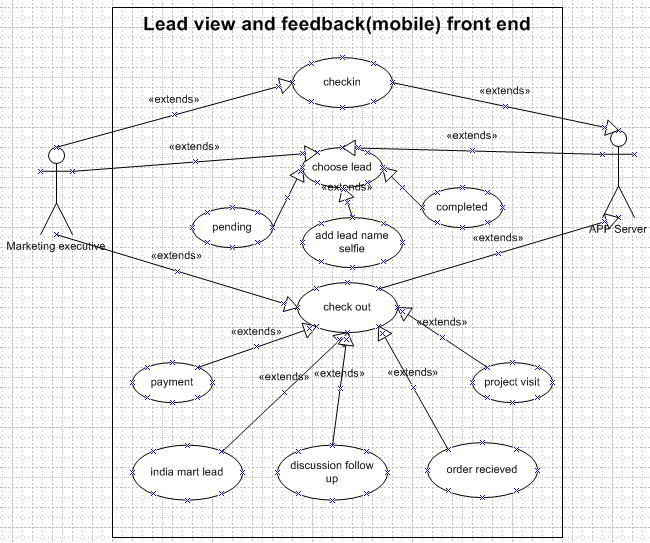 Lead view and feedback(mobile) front end
checkin
«extends»
«extends»
«extends»
«extends»
choose lead
«extends»
pending
completed
add lead name
selfie
Marketing executive
APP Server
«extends»
«extends»
check out
«extends»
«extends»
payment
«extends»
«extends»
«extends»
project visit
india mart lead
discussion follow
up
order recieved